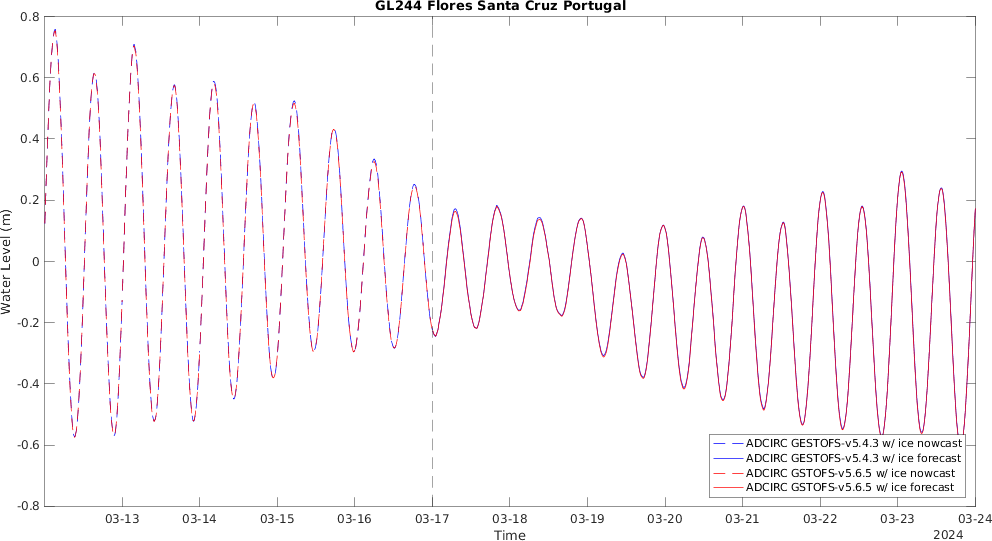 GL244 Flores Santa Cruz Portugal
0.8
0.6
0.4
0.2
0
-0.2
-0.4
-0.6
-0.8
Water Level (m)
ADCIRC GESTOFS-v5.4.3 w/ ice nowcast
ADCIRC GESTOFS-v5.4.3 w/ ice forecast
ADCIRC GSTOFS-v5.6.5 w/ ice nowcast
ADCIRC GSTOFS-v5.6.5 w/ ice forecast
03-13 03-14 03-15 03-16 03-17 03-18 03-19 03-20 03-21 03-22 03-23 03-24
Time
2024